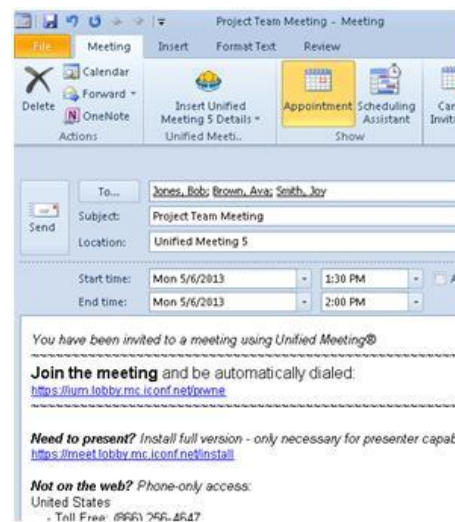 Project Team Meeting - Meeting
File Meeting Insert Format Text Review
Delete
Calendar
Forward
OneNote
Actions
Insert Unified
Meeting 5 Details
Unified Meeti...
Appointment
Scheduling
Assistant
Show
Can
Invita
Send
To... Jones, Bob; Brown, Ava; Smith, Joy
Subject: Project Team Meeting
Location: Unified Meeting 5
Start time: Mon 5/6/2013 1:30 PM A
End time: Mon 5/6/2013 2:00 PM
You have been invited to a meeting using Unified Meeting®
~~~~~~~~~~~~~~~~~~~~~~~~~~~~~~~~~~~~~~~~
Join the meeting and be automatically dialed:
https://ium.lobby.mc.iconf.net/pwne
~~~~~~~~~~~~~~~~~~~~~~~~~~~~~~~~~~~~~~~~
Need to present? Install full version - only necessary for presenter capab
https://meet.lobby.mc.iconf.net/install
Not on the web? Phone-only access:
United States
- Toll Free: (866) 256-4647